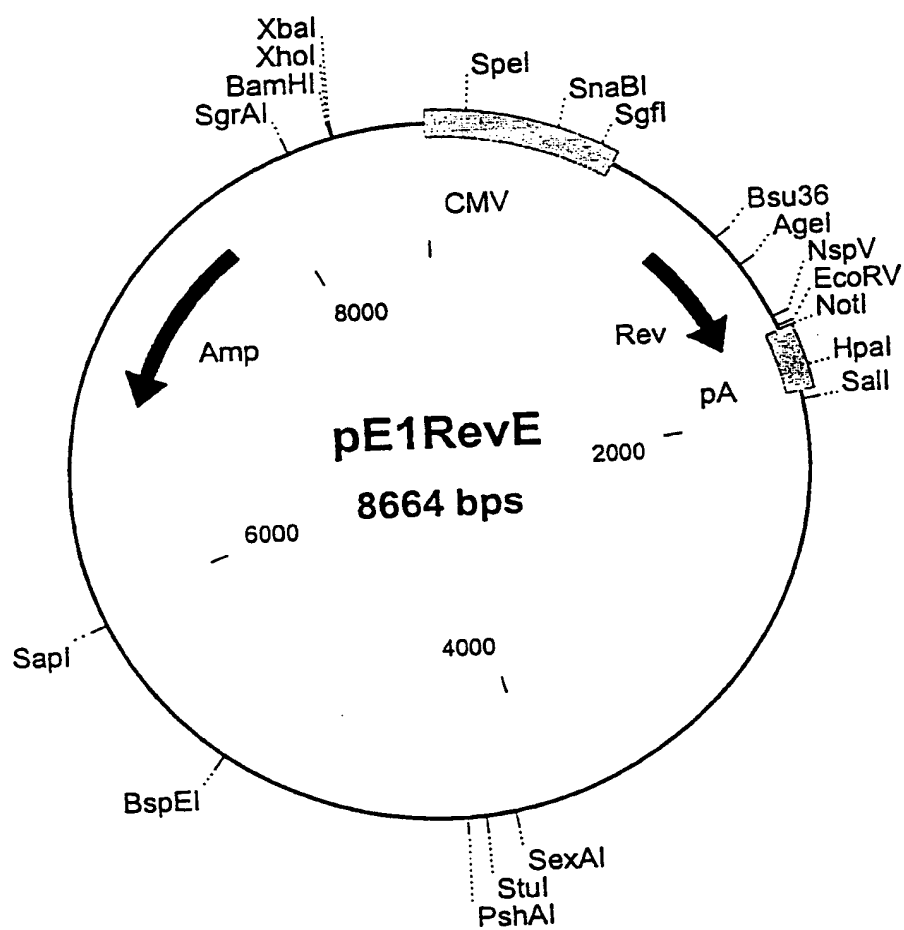 XbaI
XhoI
BamHI
SgrAI
SpeI
SnaBI
SgfI
CMV
Bsu36
AgeI
NspV
EcoRV
NotI
HpaI
SalI
8000
Amp
Rev
pA
pE1RevE
8664 bps
2000
6000
4000
SapI
BspEI
SexAI
StuI
PshAI